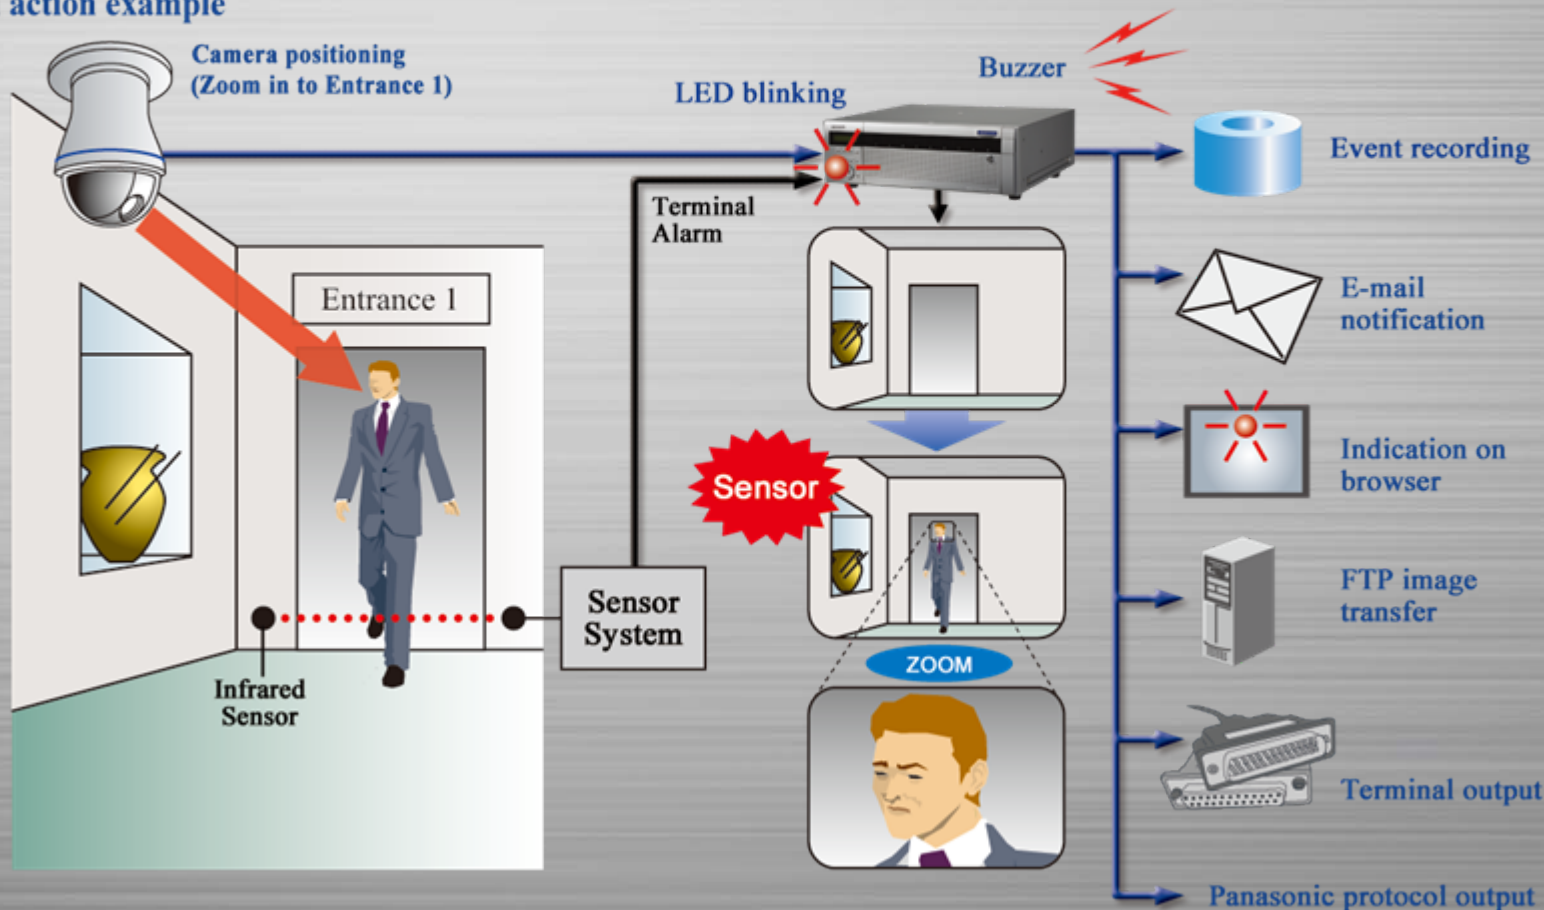 action example
Camera positioning
(Zoom in to Entrance 1)
LED blinking
Buzzer
Event recording
Terminal
Alarm
Entrance 1
E-mail
notification
Indication on
browser
Sensor
Sensor
System
FTP image
transfer
ZOOM
Infrared
Sensor
Terminal output
Panasonic protocol output